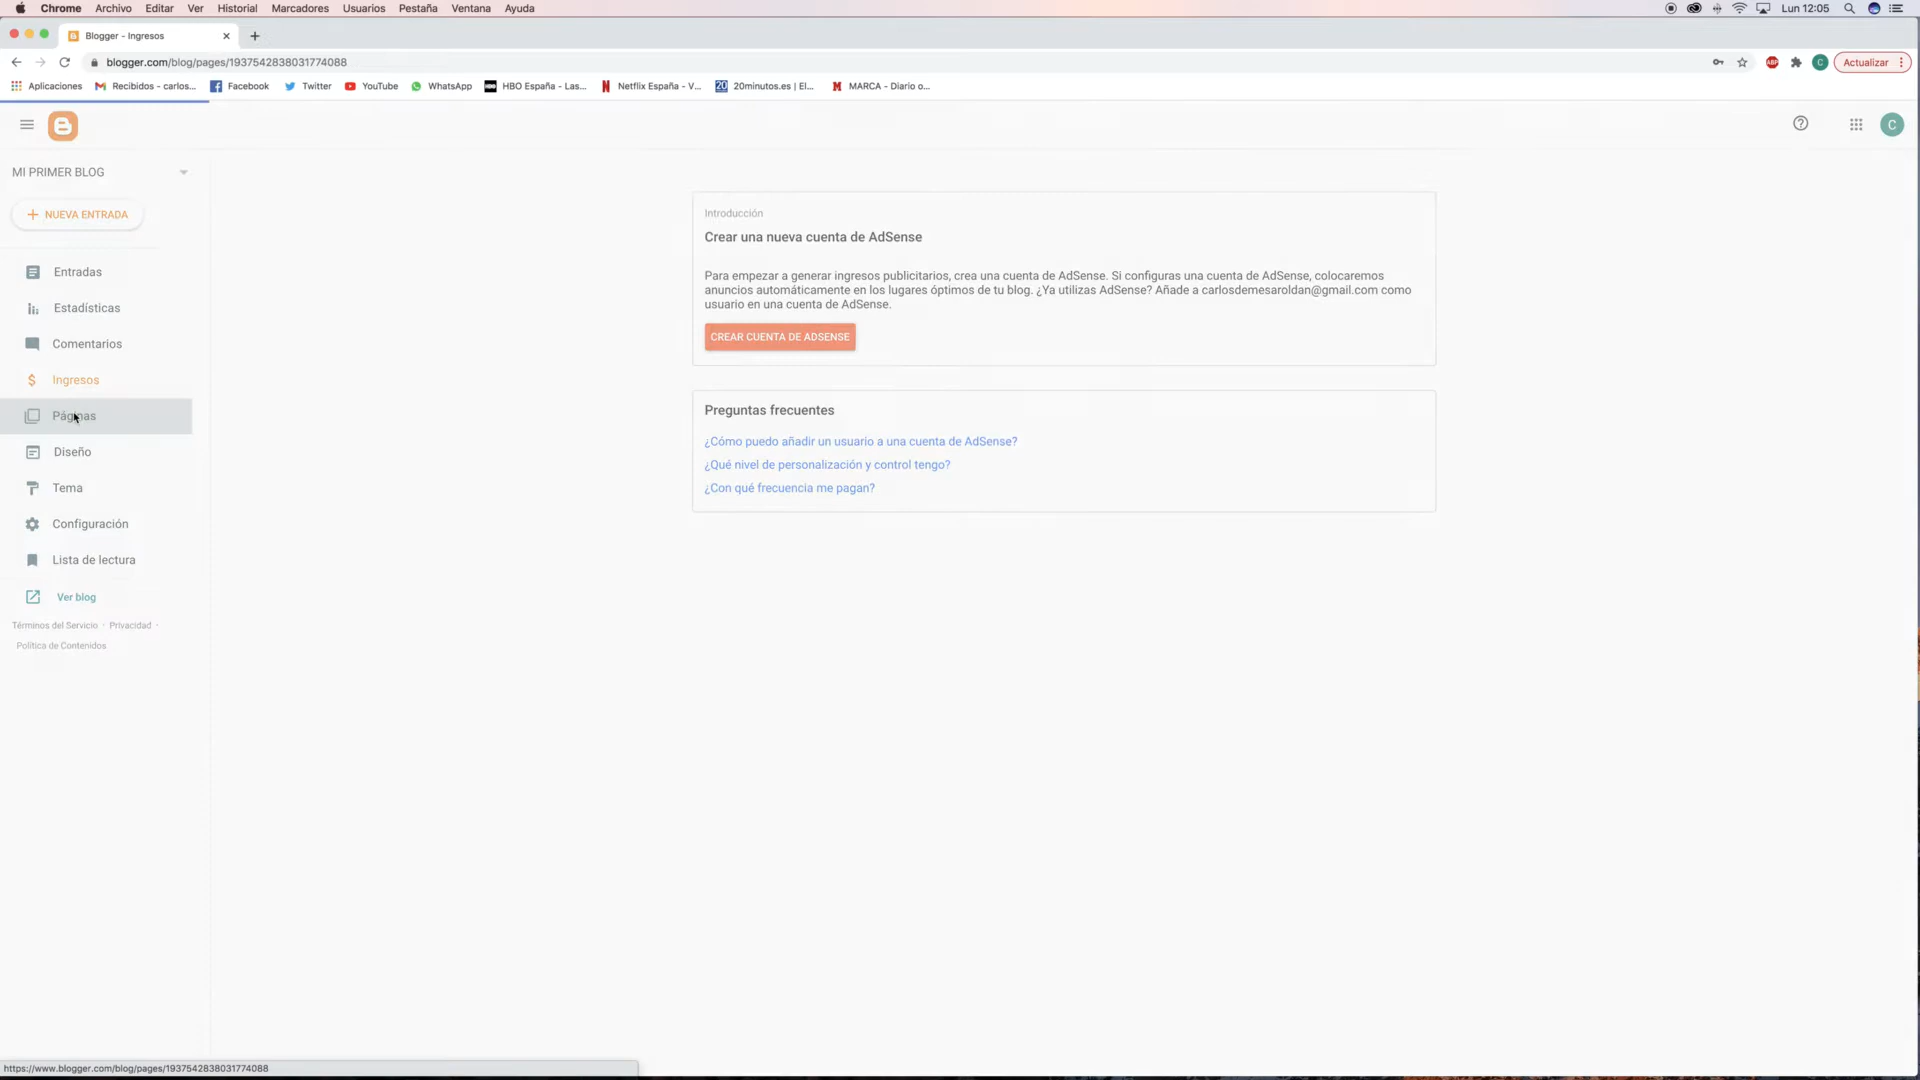 Chrome Archivo Editar Ver Historial Marcadores Usuarios Pestaña Ventana Ayuda Lun 12:05
Blogger - Ingresos
blogger.com/blog/pages/1937542838031774088 ABP C Actualizar
Aplicaciones Recibidos - carlos... Facebook Twitter YouTube WhatsApp HBO España - Las... Netflix España - V... 20 20minutos.es | El... MARCA - Diario o...
C
MI PRIMER BLOG
NUEVA ENTRADA
Entradas
Estadísticas
Comentarios
Ingresos
Páginas
Diseño
Tema
Configuración
Lista de lectura
Ver blog
Términos del Servicio · Privacidad ·
Política de Contenidos
Introducción
Crear una nueva cuenta de AdSense
Para empezar a generar ingresos publicitarios, crea una cuenta de AdSense. Si configuras una cuenta de AdSense, colocaremos
anuncios automáticamente en los lugares óptimos de tu blog. ¿Ya utilizas AdSense? Añade a carlosdemesaroldan@gmail.com como
usuario en una cuenta de AdSense.
CREAR CUENTA DE ADSENSE
Preguntas frecuentes
¿Cómo puedo añadir un usuario a una cuenta de AdSense?
¿Qué nivel de personalización y control tengo?
¿Con qué frecuencia me pagan?
https://www.blogger.com/blog/pages/1937542838031774088